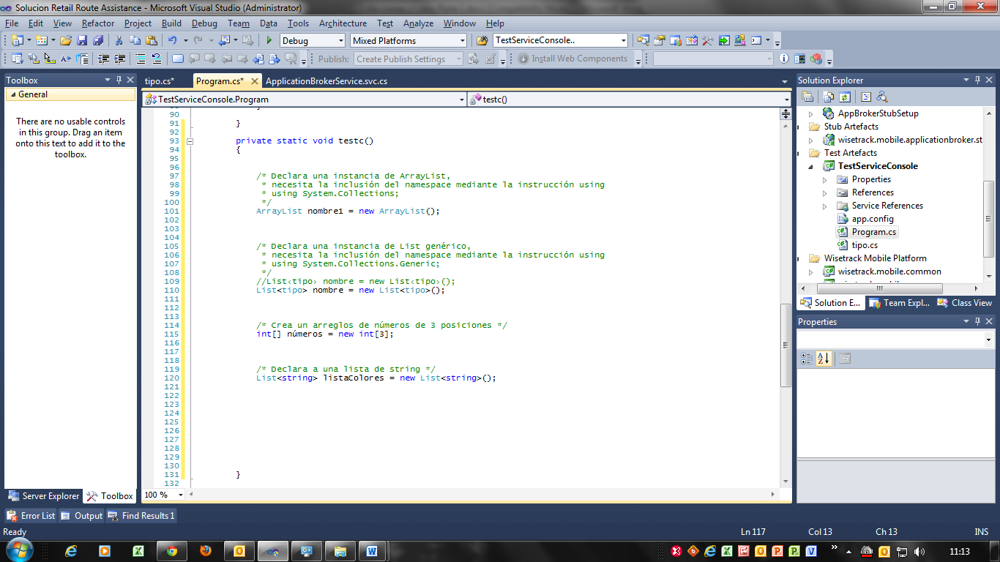 Solucion Retail Route Assistance - Microsoft Visual Studio (Administrator)
File Edit View Refactor Project Build Debug Team Data Tools Architecture Test Analyze Window Help
Debug Mixed Platforms TestServiceConsole..
Publish: Create Publish Settings Install Web Components
Toolbox
General
There are no usable controls
in this group. Drag an item
onto this text to add it to the
toolbox.
Server Explorer Toolbox
tipo.cs* Program.cs* ApplicationBrokerService.svc.cs
TestServiceConsole.Program testc()
90
91 }
92
93 private static void testc()
94 {
95
96
97 /* Declara una instancia de ArrayList,
98 * necesita la inclusión del namespace mediante la instrucción using
99 * using System.Collections;
100 */
101 ArrayList nombre1 = new ArrayList();
102
103
104
105 /* Declara una instancia de List genérico,
106 * necesita la inclusión del namespace mediante la instrucción using
107 * using System.Collections.Generic;
108 */
109 //List‹tipo› nombre = new List‹tipo›();
110 List<tipo> nombre = new List<tipo>();
111
112
113
114 /* Crea un arreglos de números de 3 posiciones */
115 int[] números = new int[3];
116
117
118
119 /* Declara a una lista de string */
120 List<string> listaColores = new List<string>();
121
122
123
124
125
126
127
128
129
130
131 }
132
100 %
Solution Explorer
AppBrokerStubSetup
Stub Artefacts
wisetrack.mobile.applicationbroker.st
Test Artefacts
TestServiceConsole
Properties
References
Service References
app.config
Program.cs
tipo.cs
Wisetrack Mobile Platform
wisetrack.mobile.common
Solution E... Team Expl... Class View
Properties
Error List Output Find Results 1
Ready Ln 117 Col 13 Ch 13 INS
11:13